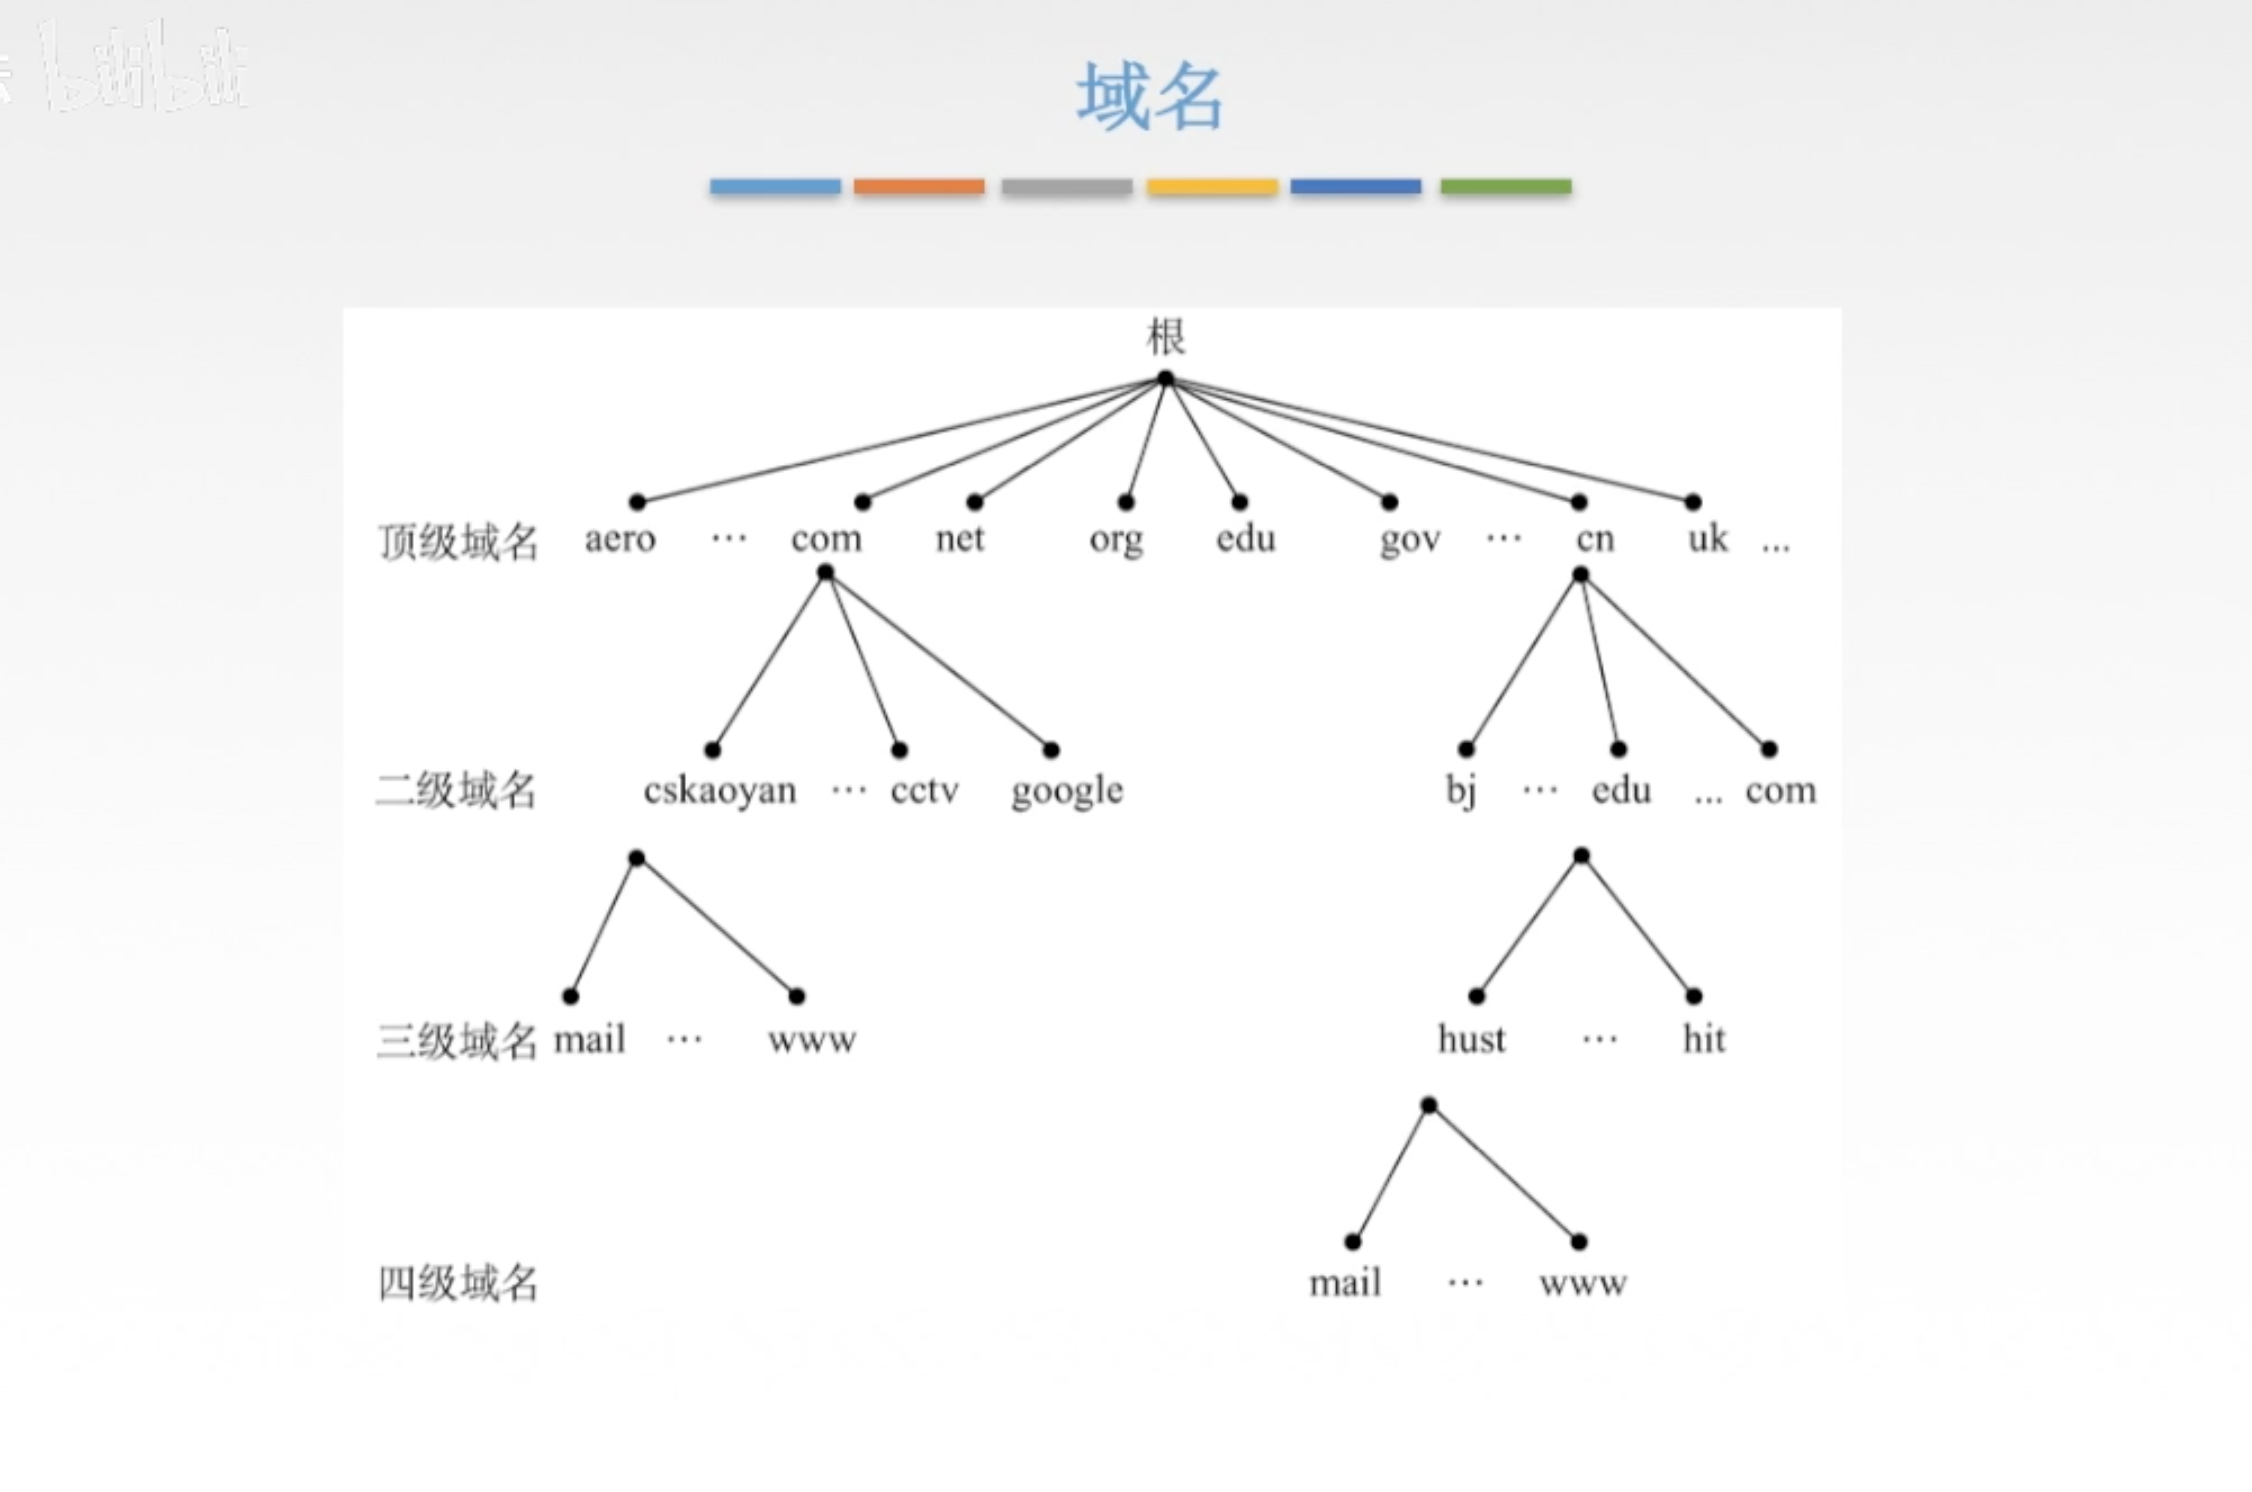 bilibili
域名
根
顶级域名 aero … com net org edu gov … cn uk ...
二级域名 cskaoyan … cctv google bj … edu ... com
三级域名 mail … www hust … hit
四级域名 mail … www